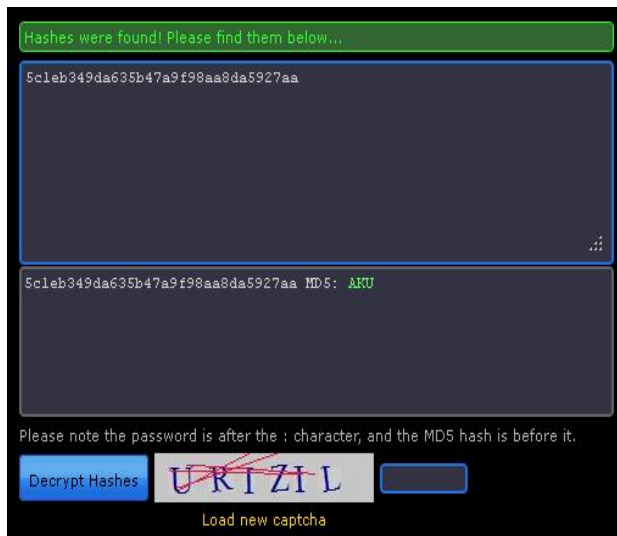 Hashes were found! Please find them below...
5c1eb349da635b47a9f98aa8da5927aa
5c1eb349da635b47a9f98aa8da5927aa MD5: AKU
Please note the password is after the : character, and the MD5 hash is before it.
Decrypt Hashes
URIZIL
Load new captcha